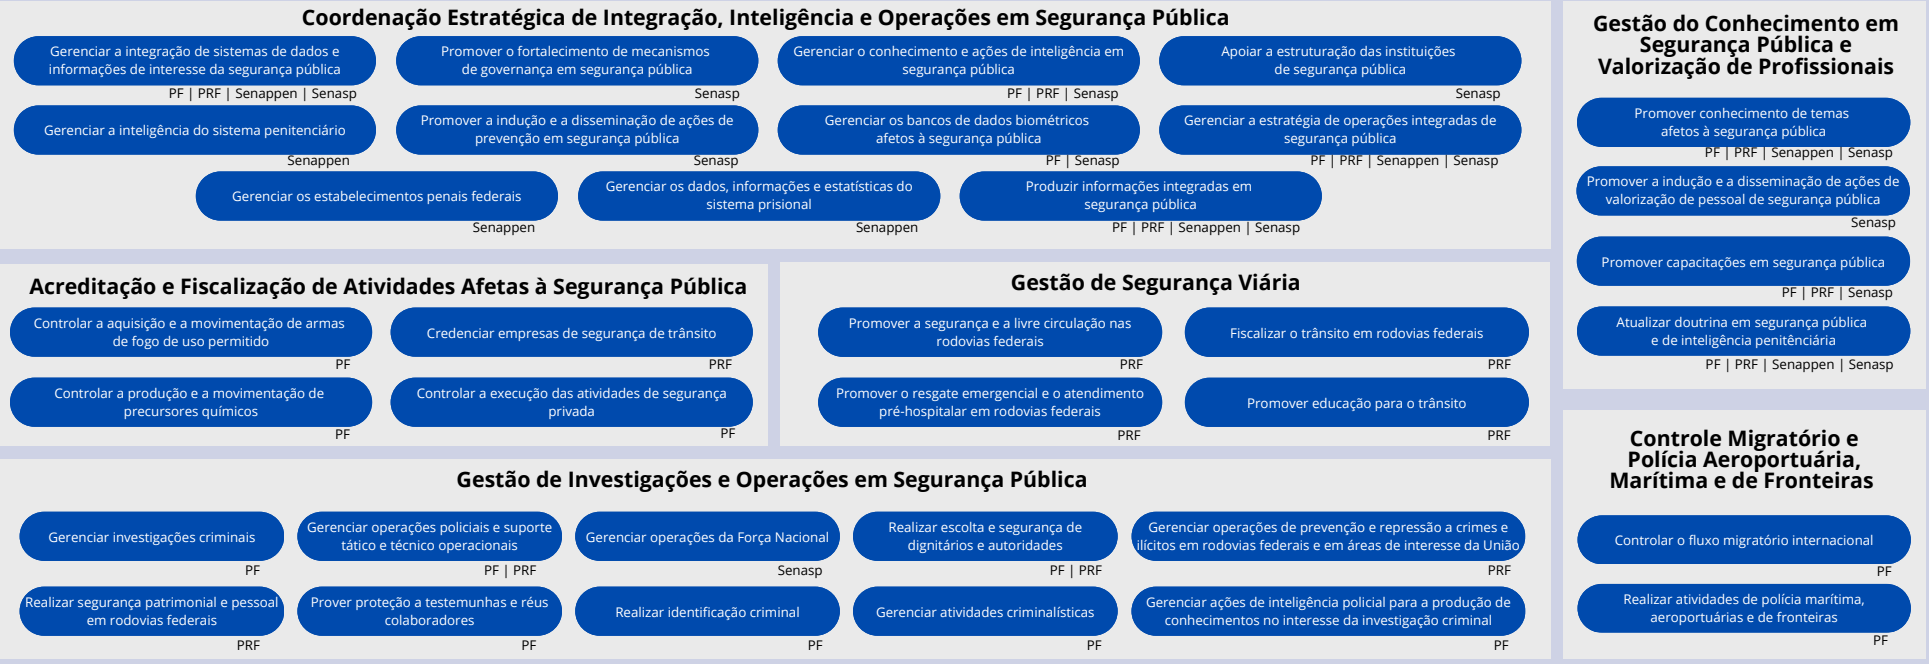 Coordenação Estratégica de Integração, Inteligência e Operações em Segurança Pública
Gerenciar a integração de sistemas de dados e
informações de interesse da segurança pública
PF | PRF | Senappen | Senasp
Promover o fortalecimento de mecanismos
de governança em segurança pública
Senasp
Gerenciar o conhecimento e ações de inteligência em
segurança pública
PF | PRF | Senasp
Apoiar a estruturação das instituições
de segurança pública
Senasp
Gerenciar a inteligência do sistema penitenciário
Senappen
Promover a indução e a disseminação de ações de
prevenção em segurança pública
Senasp
Gerenciar os bancos de dados biométricos
afetos à segurança pública
PF | Senasp
Gerenciar a estratégia de operações integradas de
segurança pública
PF | PRF | Senappen | Senasp
Gerenciar os estabelecimentos penais federais
Senappen
Gerenciar os dados, informações e estatísticas do
sistema prisional
Senappen
Produzir informações integradas em
segurança pública
PF | PRF | Senappen | Senasp
Gestão do Conhecimento em
Segurança Pública e
Valorização de Profissionais
Promover conhecimento de temas
afetos à segurança pública
PF | PRF | Senappen | Senasp
Promover a indução e a disseminação de ações de
valorização de pessoal de segurança pública
Senasp
Promover capacitações em segurança pública
PF | PRF | Senasp
Atualizar doutrina em segurança pública
e de inteligência penitênciária
PF | PRF | Senappen | Senasp
Acreditação e Fiscalização de Atividades Afetas à Segurança Pública
Controlar a aquisição e a movimentação de armas
de fogo de uso permitido
PF
Credenciar empresas de segurança de trânsito
PRF
Controlar a produção e a movimentação de
precursores químicos
PF
Controlar a execução das atividades de segurança
privada
PF
Gestão de Segurança Viária
Promover a segurança e a livre circulação nas
rodovias federais
PRF
Fiscalizar o trânsito em rodovias federais
PRF
Promover o resgate emergencial e o atendimento
pré-hospitalar em rodovias federais
PRF
Promover educação para o trânsito
PRF
Gestão de Investigações e Operações em Segurança Pública
Gerenciar investigações criminais
PF
Gerenciar operações policiais e suporte
tático e técnico operacionais
PF | PRF
Gerenciar operações da Força Nacional
Senasp
Realizar escolta e segurança de
dignitários e autoridades
PF | PRF
Gerenciar operações de prevenção e repressão a crimes e
ilícitos em rodovias federais e em áreas de interesse da União
PRF
Realizar segurança patrimonial e pessoal
em rodovias federais
PRF
Prover proteção a testemunhas e réus
colaboradores
PF
Realizar identificação criminal
PF
Gerenciar atividades criminalísticas
PF
Gerenciar ações de inteligência policial para a produção de
conhecimentos no interesse da investigação criminal
PF
Controle Migratório e
Polícia Aeroportuária,
Marítima e de Fronteiras
Controlar o fluxo migratório internacional
PF
Realizar atividades de polícia marítima,
aeroportuárias e de fronteiras
PF